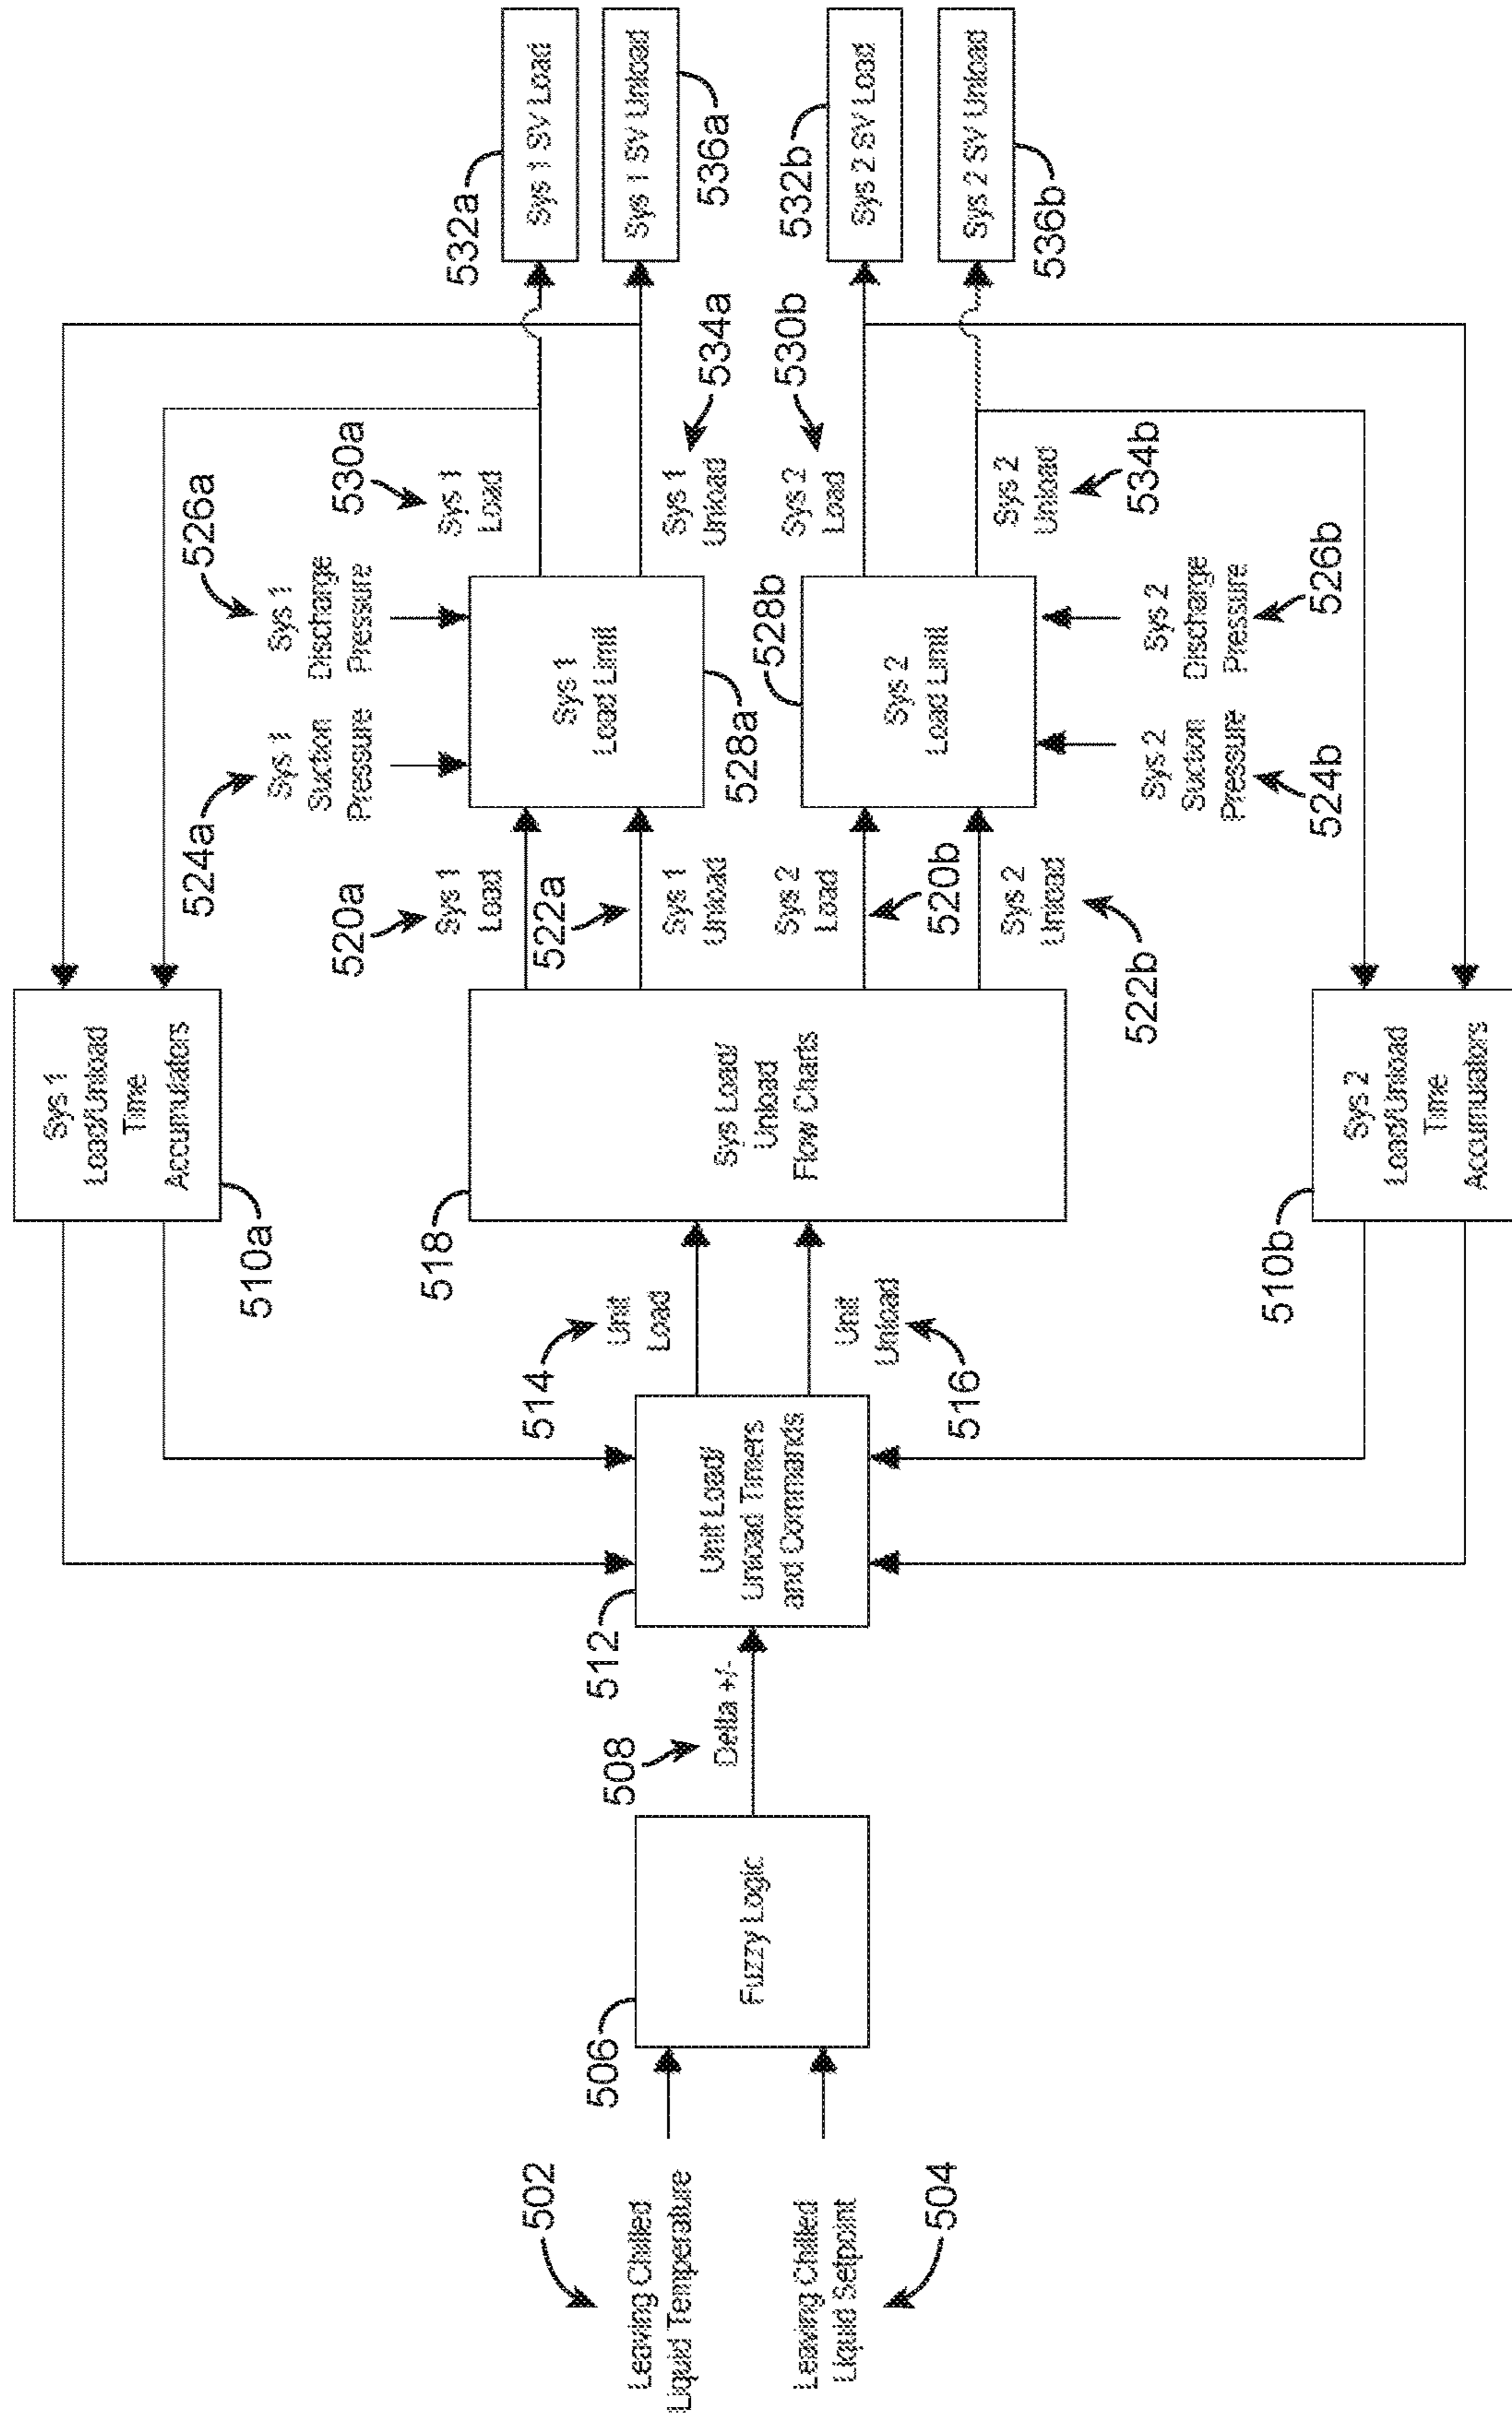 502
Leaving Chilled
Liquid Temperature
Leaving Chilled
Liquid Setpoint
504
506
Fuzzy Logic
508
Delta +/-
512
Unit Load/
Unload Timers
and Commands
514
Unit
Load
Unit
Unload
516
510a
Sys 1
Load/Unload
Time
Accumulators
518
Sys Load/
Unload
Flow Charts
510b
Sys 2
Load/Unload
Time
Accumulators
520a
Sys 1
Load
522a
Sys 1
Unload
Sys 2
Load
520b
Sys 2
Unload
522b
524a
Sys 1
Suction
Pressure
526a
Sys 1
Discharge
Pressure
Sys 1
Load Limit
528a
528b
Sys 2
Load Limit
Sys 2
Suction
Pressure
524b
Sys 2
Discharge
Pressure
526b
530a
Sys 1
Load
Sys 1
Unload
534a
530b
Sys 2
Load
Sys 2
Unload
534b
532a
Sys 1 SV Load
Sys 1 SV Unload
536a
532b
Sys 2 SV Load
Sys 2 SV Unload
536b